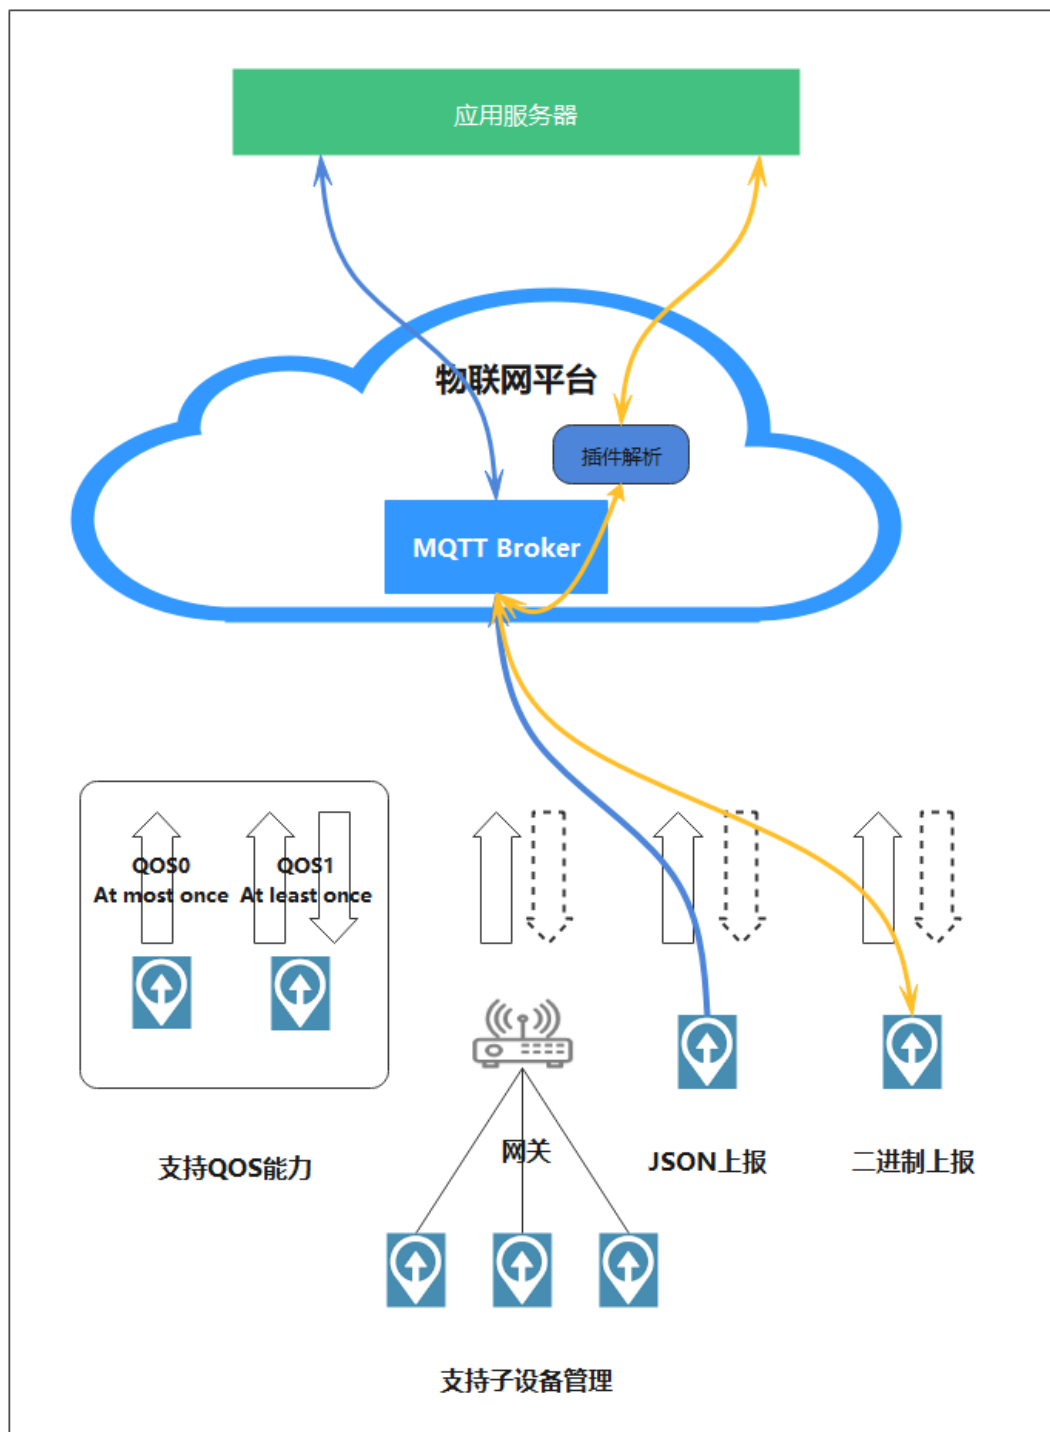 应用服务器
物联网平台
插件解析
MQTT Broker
QOS0
At most once
QOS1
At least once
支持QOS能力
网关
JSON上报
二进制上报
支持子设备管理